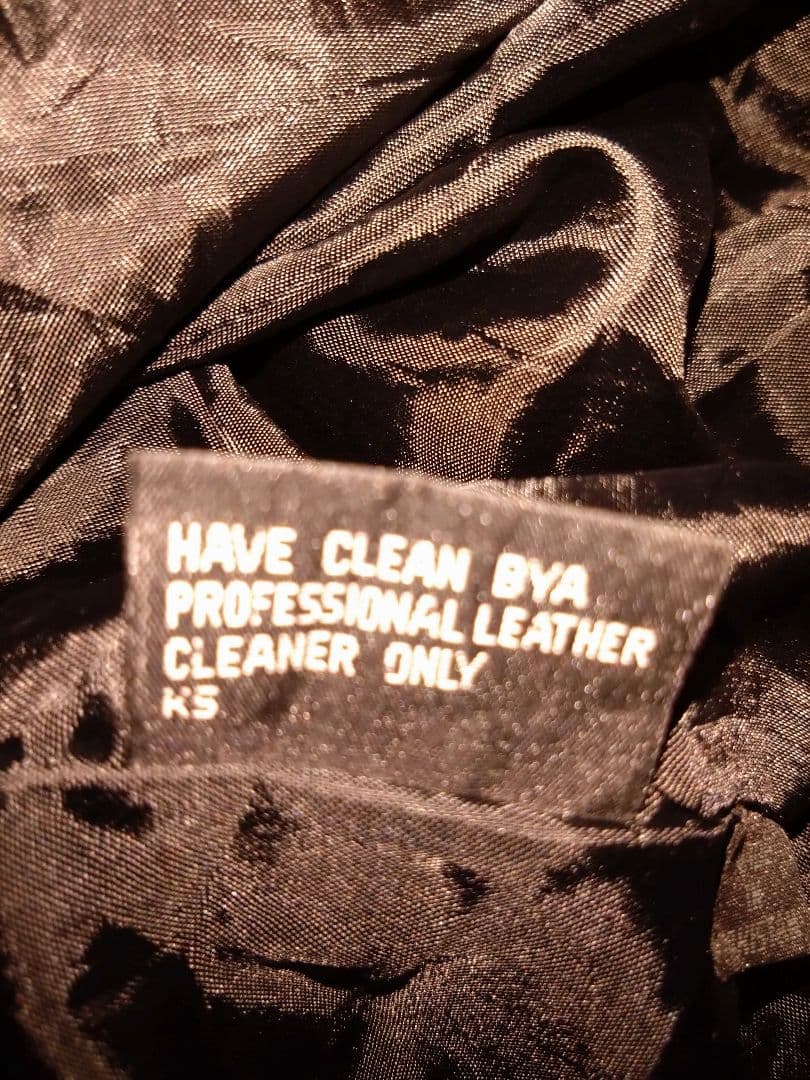 HAVE CLEAN BYA
PROFESSIONAL LEATHER
CLEANER ONLY
KS